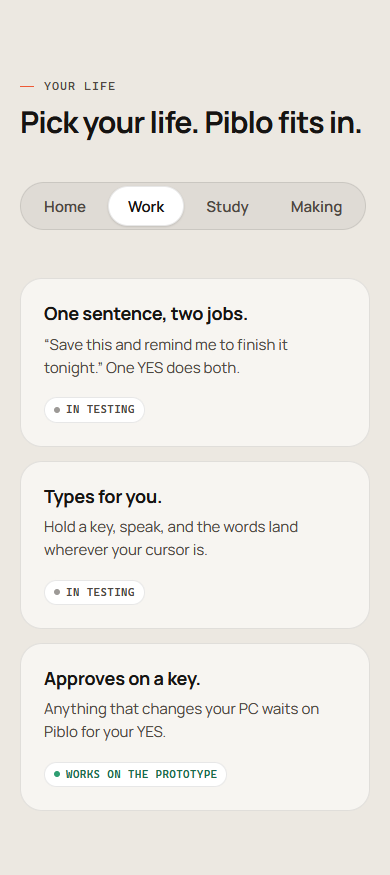 YOUR LIFE
Pick your life. Piblo fits in.
Home Work Study Making
One sentence, two jobs.
“Save this and remind me to finish it
tonight.” One YES does both.
IN TESTING
Types for you.
Hold a key, speak, and the words land
wherever your cursor is.
IN TESTING
Approves on a key.
Anything that changes your PC waits on
Piblo for your YES.
WORKS ON THE PROTOTYPE